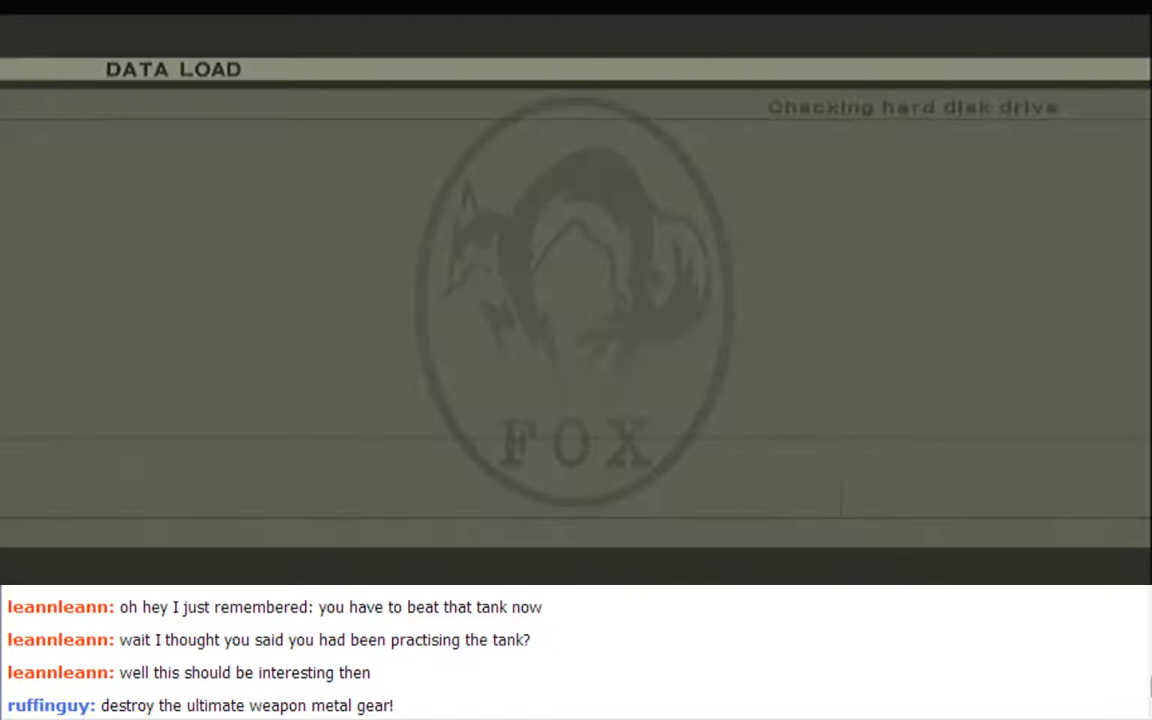 DATA LOAD
Checking hard disk drive
FOX
leannleann: oh hey I just remembered: you have to beat that tank now
leannleann: wait I thought you said you had been practising the tank?
leannleann: well this should be interesting then
ruffinguy: destroy the ultimate weapon metal gear!